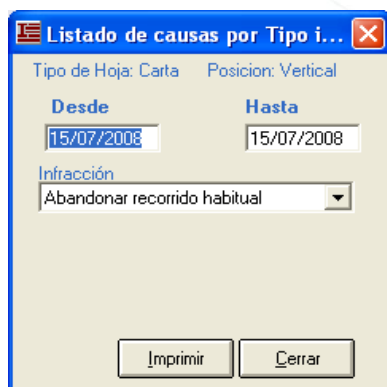 Listado de causas por Tipo i...
Tipo de Hoja: Carta Posicion: Vertical
Desde Hasta
15/07/2008 15/07/2008
Infracción
Abandonar recorrido habitual
Imprimir Cerrar